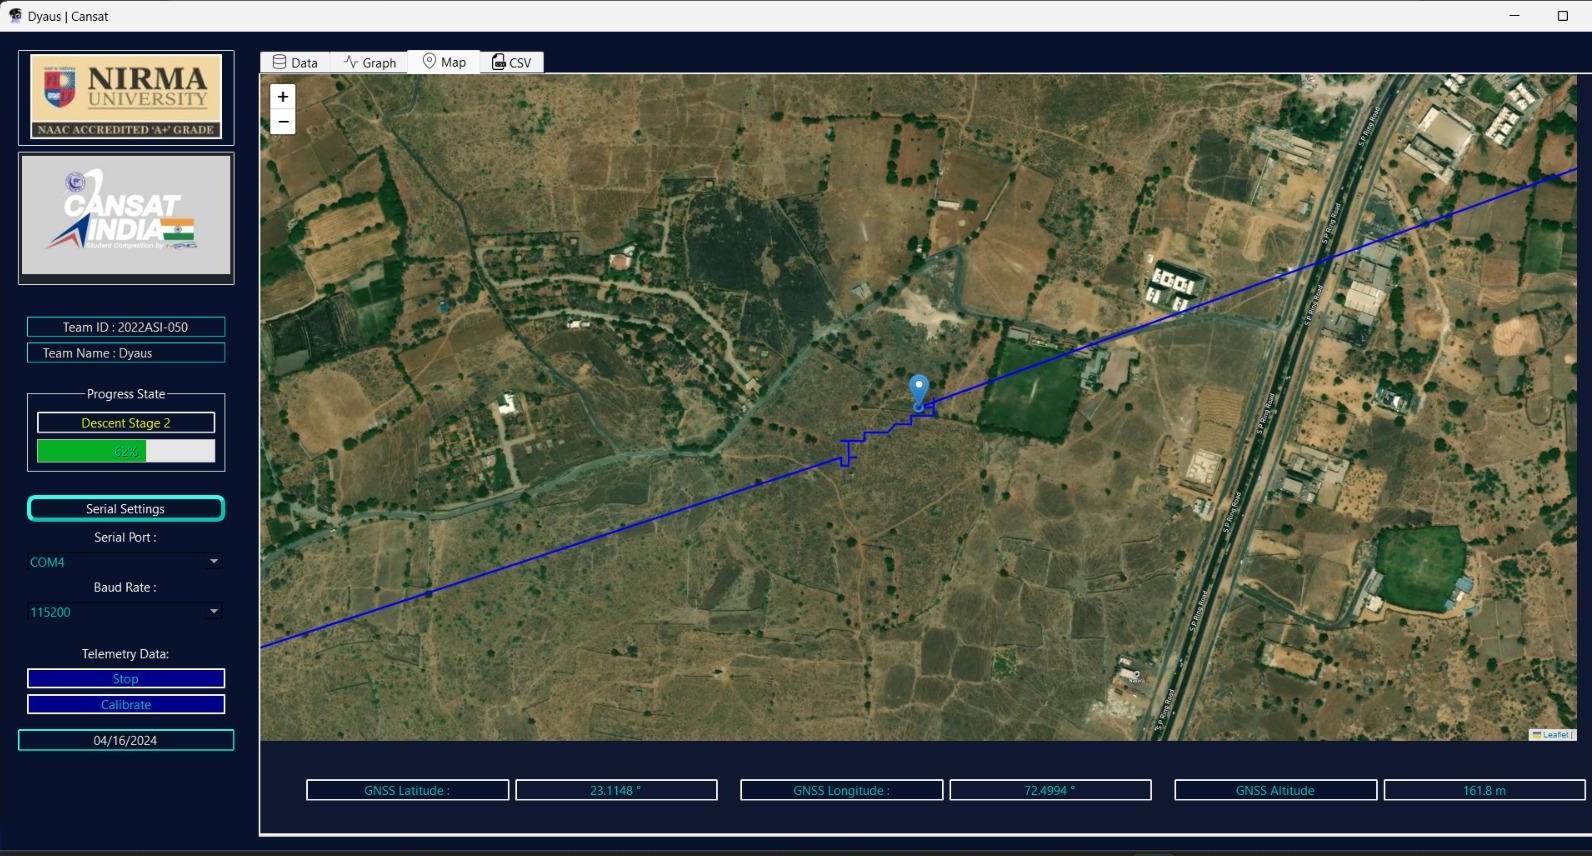 Dyaus | Cansat
NIRMA
UNIVERSITY
NAAC ACCREDITED 'A+' GRADE
CANSAT
INDIA
Student Competition by
Team ID : 2022ASI-050
Team Name : Dyaus
Progress State
Descent Stage 2
62%
Serial Settings
Serial Port :
COM4
Baud Rate :
115200
Telemetry Data:
Stop
Calibrate
04/16/2024
Data
Graph
Map
CSV
+
−
S P Ring Road
S P Ring Road
S P Ring Road
S P Ring Road
S P Ring Road
S P Ring Road
S P Ring Road
Leaflet |
GNSS Latitude :
23.1148 °
GNSS Longitude :
72.4994 °
GNSS Altitude
161.8 m